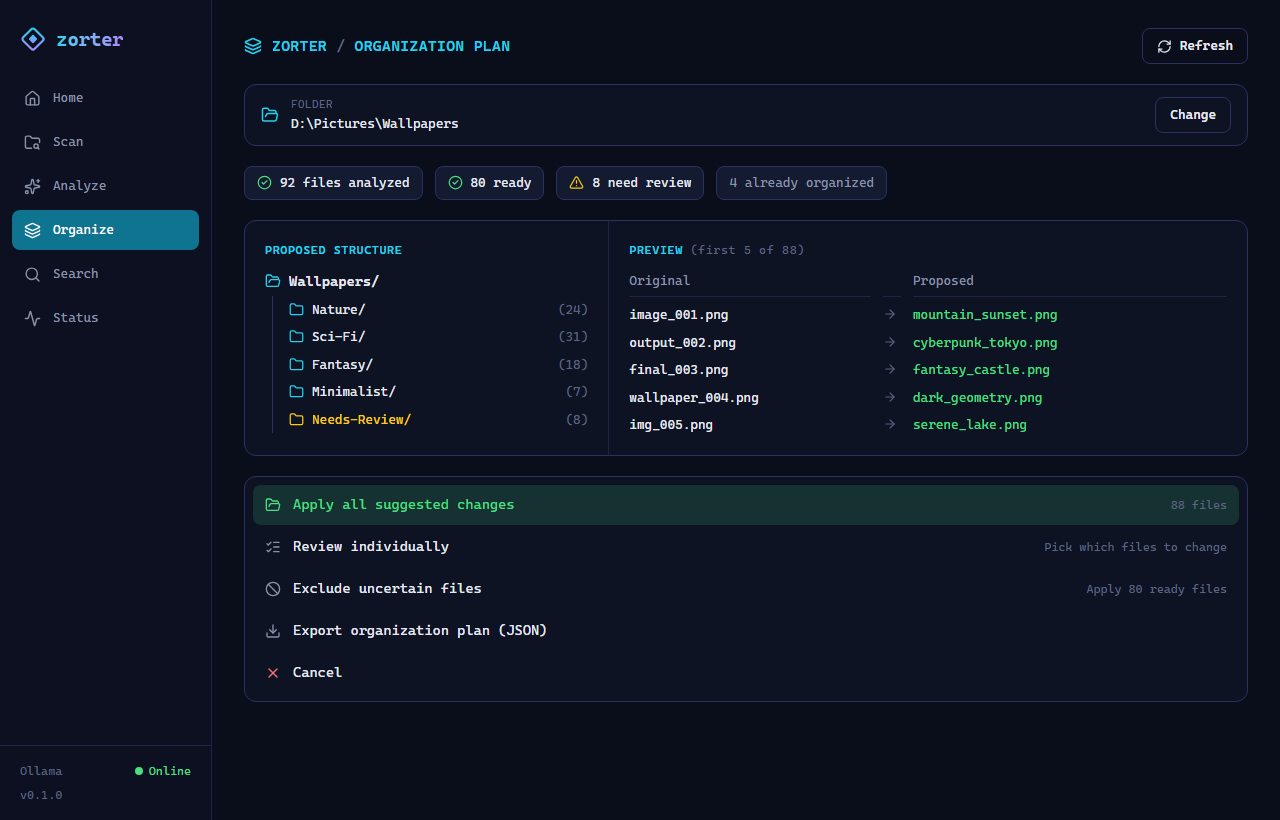 zorter
Home
Scan
Analyze
Organize
Search
Status
Ollama
Online
v0.1.0
ZORTER / ORGANIZATION PLAN
Refresh
FOLDER
D:\Pictures\Wallpapers
Change
92 files analyzed
80 ready
8 need review
4 already organized
PROPOSED STRUCTURE
Wallpapers/
Nature/ (24)
Sci-Fi/ (31)
Fantasy/ (18)
Minimalist/ (7)
Needs-Review/ (8)
PREVIEW (first 5 of 88)
Original Proposed
image_001.png → mountain_sunset.png
output_002.png → cyberpunk_tokyo.png
final_003.png → fantasy_castle.png
wallpaper_004.png → dark_geometry.png
img_005.png → serene_lake.png
Apply all suggested changes 88 files
Review individually Pick which files to change
Exclude uncertain files Apply 80 ready files
Export organization plan (JSON)
Cancel